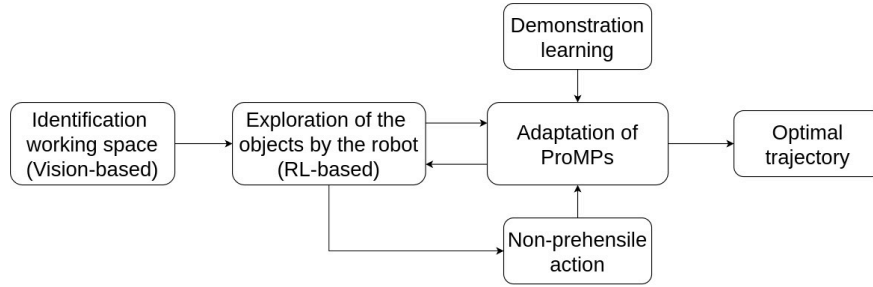 Demonstration
learning
Identification
working space
(Vision-based)
Exploration of the
objects by the robot
(RL-based)
Adaptation of
ProMPs
Optimal
trajectory
Non-prehensile
action